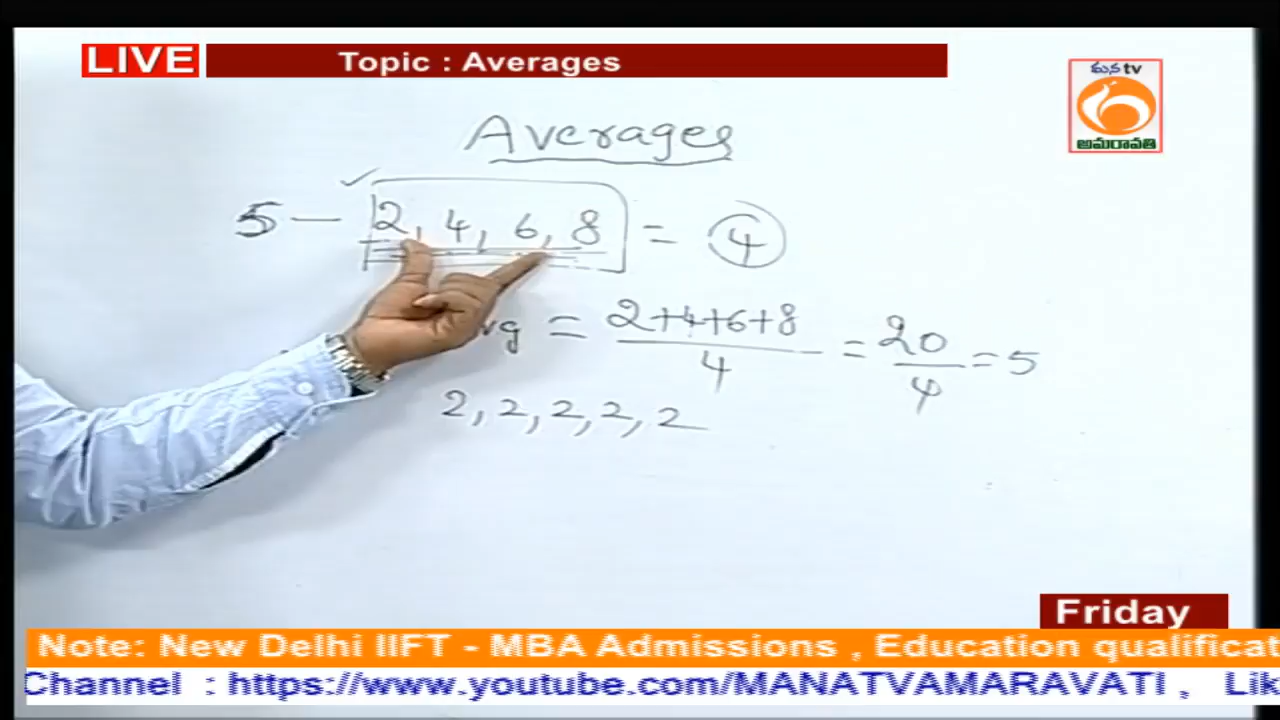 LIVE
Topic : Averages
మన tv
అమరావతి
Averages
5 - 2, 4, 6, 8 = 4
vg = 2+4+6+8 / 4 = 20 / 4 = 5
2, 2, 2, 2, 2
Friday
Note: New Delhi IIFT - MBA Admissions , Education qualificat
Channel : https://www.youtube.com/MANATVAMARAVATI , Lik